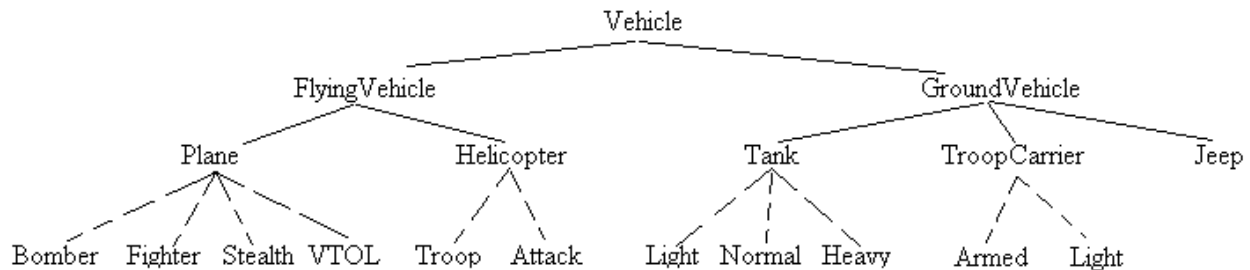 Vehicle
FlyingVehicle GroundVehicle
Plane Helicopter Tank TroopCarrier Jeep
Bomber Fighter Stealth VTOL Troop Attack Light Normal Heavy Armed Light